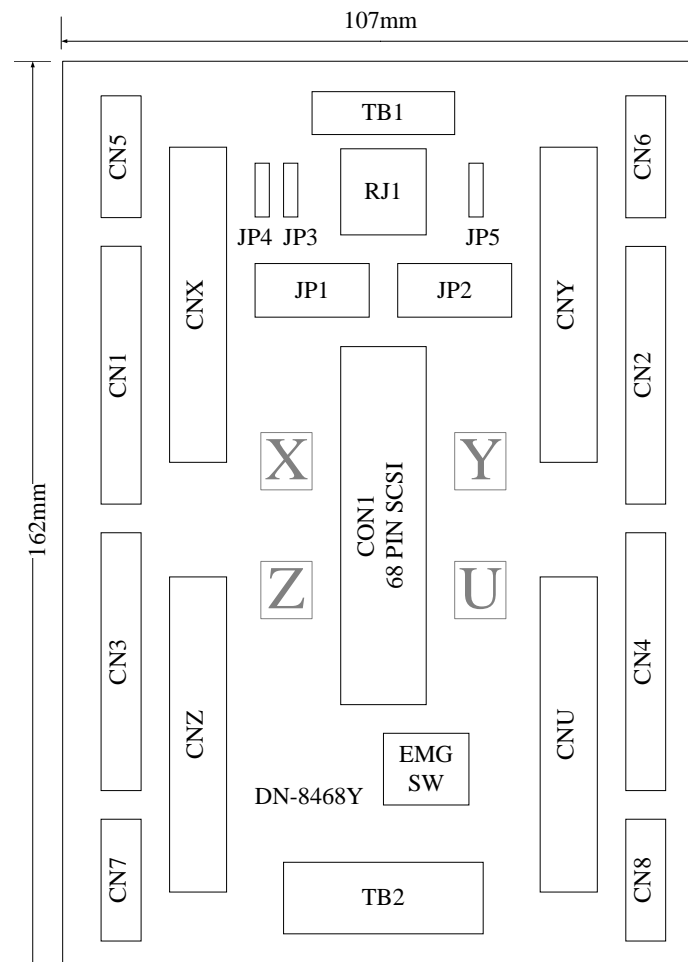 107mm
162mm
TB1
CN5
CN6
CNX
RJ1
CNY
JP4
JP3
JP5
JP1
JP2
CN1
CN2
X
Y
CON1
68 PIN SCSI
Z
U
CN3
CN4
CNZ
CNU
EMG
SW
DN-8468Y
CN7
TB2
CN8